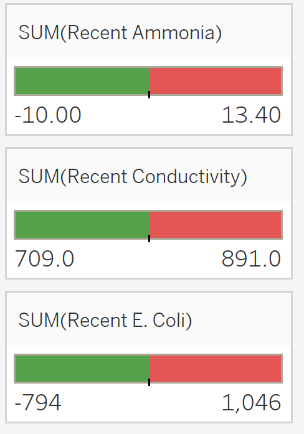 SUM(Recent Ammonia)
-10.00 13.40
SUM(Recent Conductivity)
709.0 891.0
SUM(Recent E. Coli)
-794 1,046